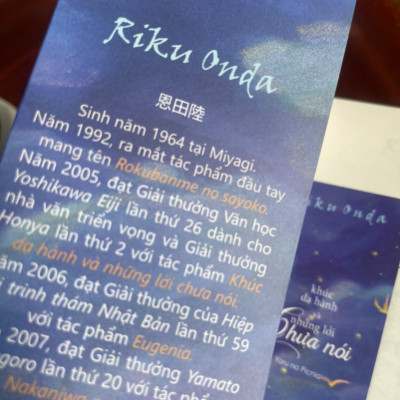 Riku Onda
恩田陸
Sinh năm 1964 tại Miyagi.
Năm 1992, ra mắt tác phẩm đầu tay
mang tên Rokubanme no sayoko.
Năm 2005, đạt Giải thưởng Văn học
Yoshikawa Eiji lần thứ 26 dành cho
nhà văn triển vọng và Giải thưởng
Honya lần thứ 2 với tác phẩm Khúc
dạ hành và những lời chưa nói.
năm 2006, đạt Giải thưởng của Hiệp
trinh thám Nhật Bản lần thứ 59
với tác phẩm Eugenia.
2007, đạt Giải thưởng Yamato
goro lần thứ 20 với tác phẩm
Nakaniwa
Riku Onda
khúc
dạ hành
và
những lời
chưa nói
no Picnic